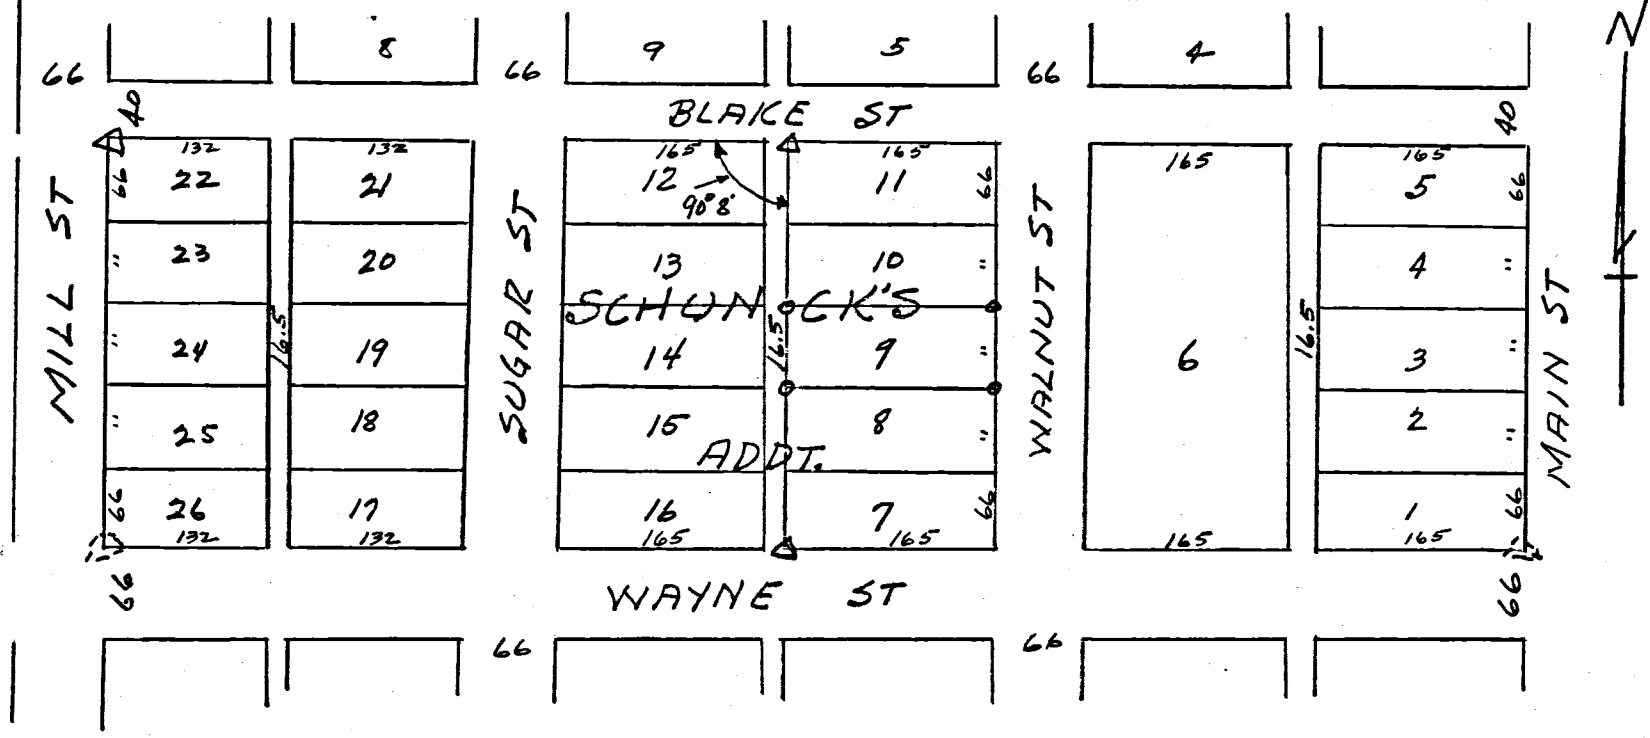 N
8 9 5 4
66 66 66
40 BLAKE ST 40
132 132 165 165 165 165
66 22 21 12 90°8' 11 66 6 5 66
MILL ST
SUGAR ST
WALNUT ST
MAIN ST
" 23 20 13 10 " 4 "
SCHUNCK'S
16.5 16.5 16.5
" 24 19 14 9 " 3 "
" 25 18 15 8 " 2 "
ADDT.
66 26 17 16 7 66 1 66
132 132 165 165 165 165
66 WAYNE ST 66
66 66